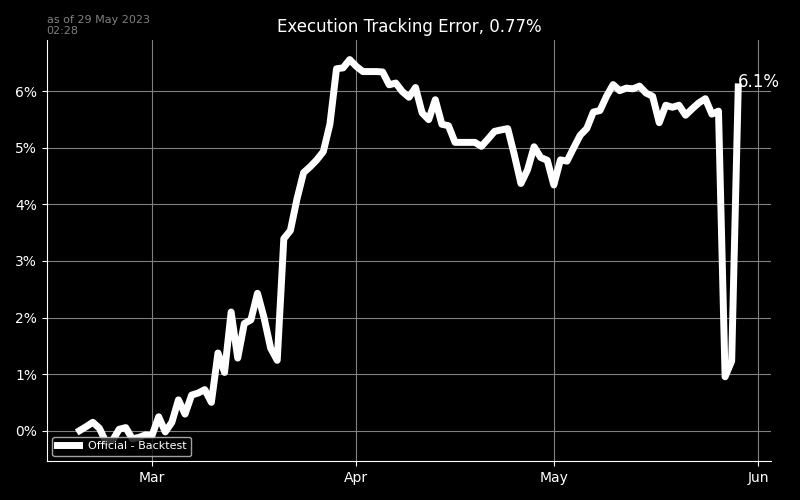 as of 29 May 2023
02:28
Execution Tracking Error, 0.77%
6.1%
6%
5%
4%
3%
2%
1%
0%
Official - Backtest
Mar Apr May Jun